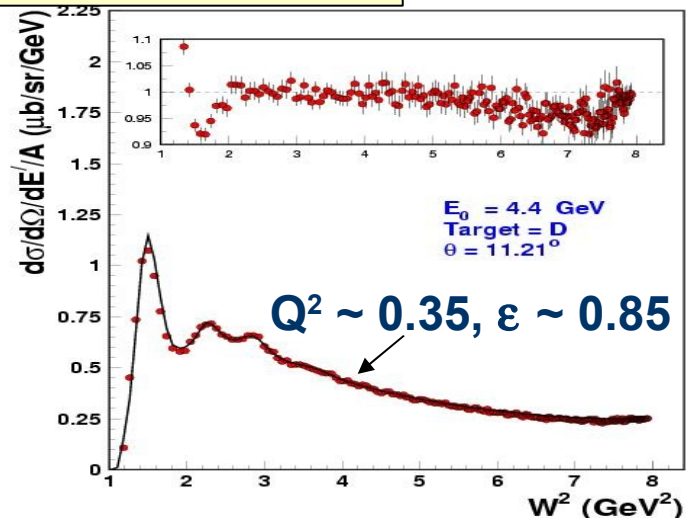 2.25
2
1.75
1.5
1.25
1
0.75
0.5
0.25
0
1.1
1.05
1
0.95
0.9
1 2 3 4 5 6 7 8
E₀ = 4.4 GeV
Target = D
θ = 11.21°
Q² ~ 0.35, ε ~ 0.85
1 2 3 4 5 6 7 8
W² (GeV²)
dσ/dΩ/dE′/A (μb/sr/GeV)